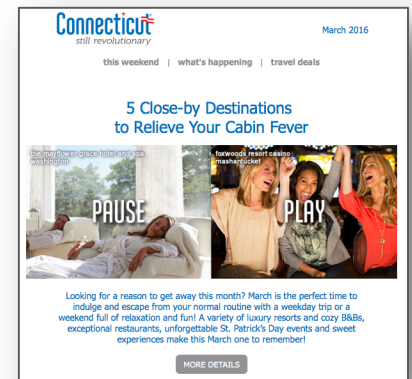 Connecticut
still revolutionary
March 2016
this weekend | what's happening | travel deals
5 Close-by Destinations
to Relieve Your Cabin Fever
the mayflower grace hotel and spa
washington
foxwoods resort casino
mashantucket
PAUSE
PLAY
Looking for a reason to get away this month? March is the perfect time to
indulge and escape from your normal routine with a weekday trip or a
weekend full of relaxation and fun! A variety of luxury resorts and cozy B&Bs,
exceptional restaurants, unforgettable St. Patrick's Day events and sweet
experiences make this March one to remember!
MORE DETAILS